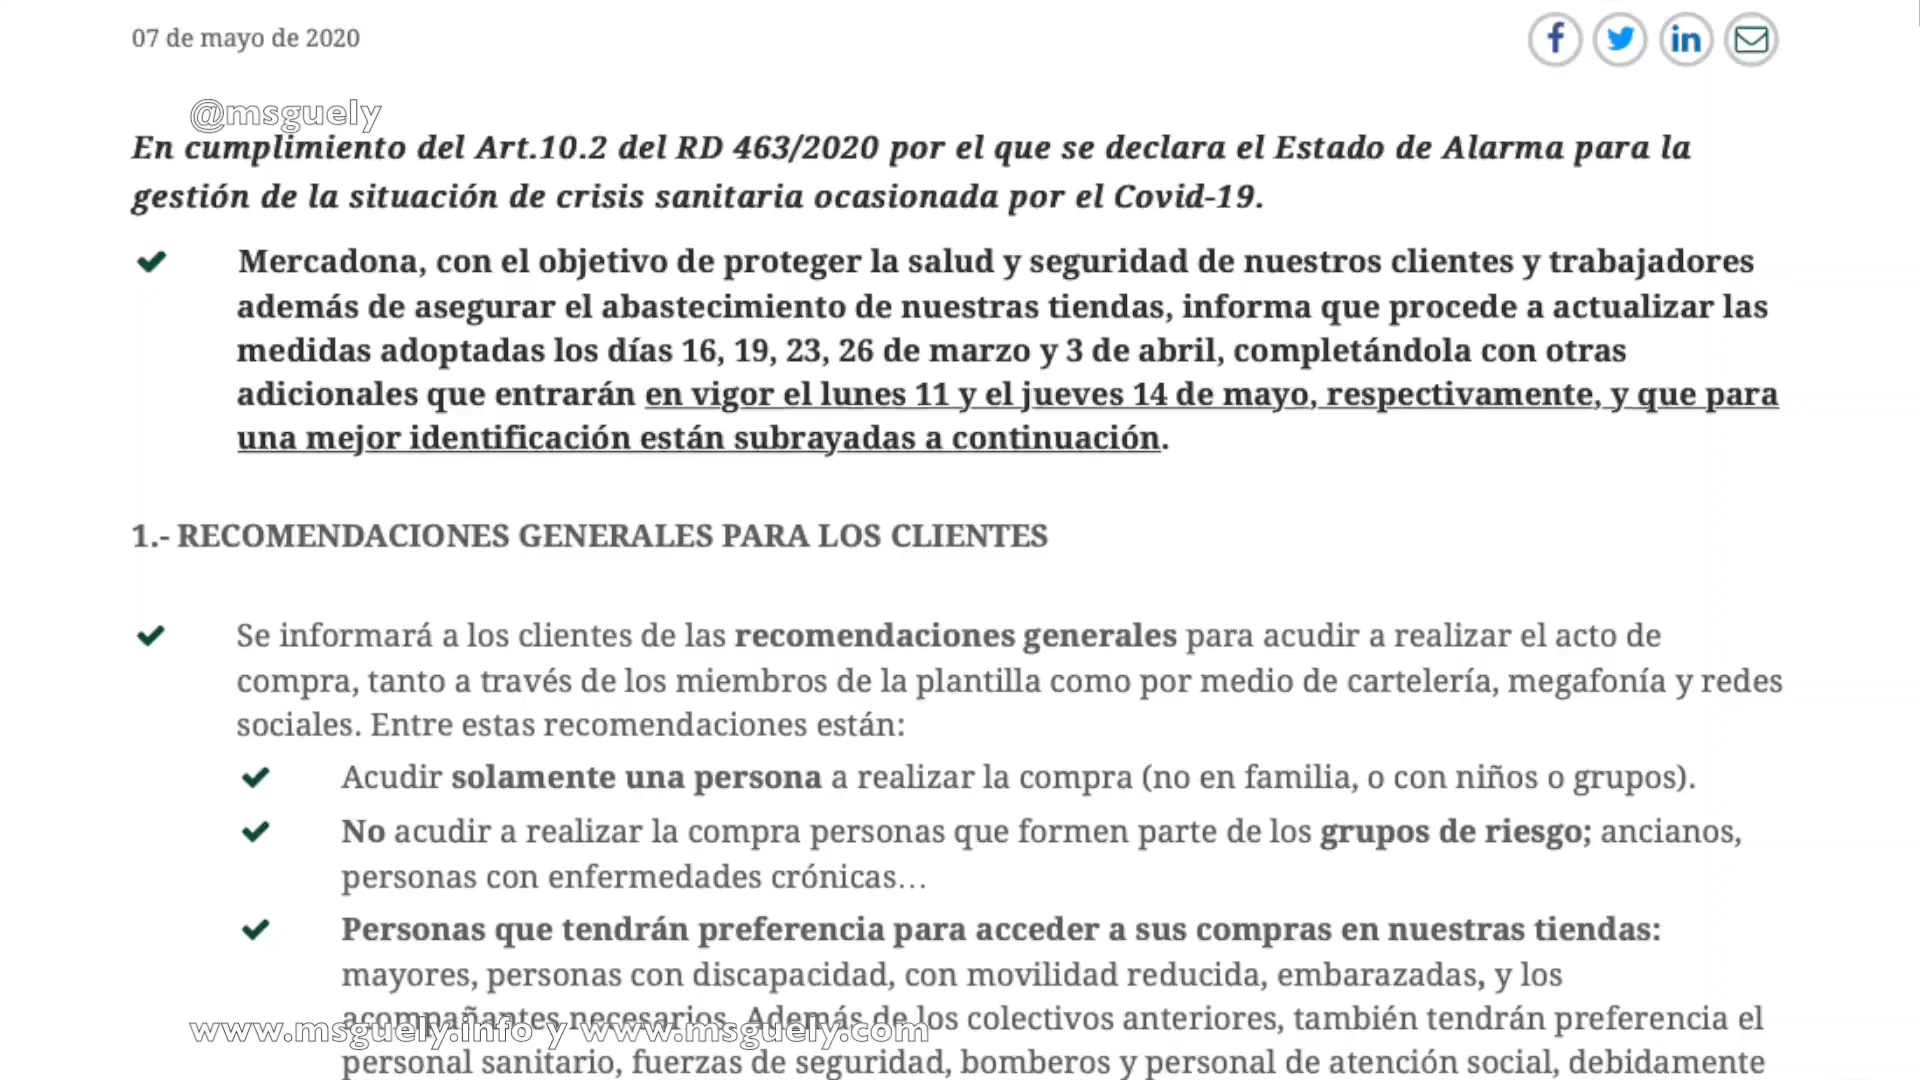 07 de mayo de 2020
@msguely
En cumplimiento del Art.10.2 del RD 463/2020 por el que se declara el Estado de Alarma para la
gestión de la situación de crisis sanitaria ocasionada por el Covid-19.
Mercadona, con el objetivo de proteger la salud y seguridad de nuestros clientes y trabajadores
además de asegurar el abastecimiento de nuestras tiendas, informa que procede a actualizar las
medidas adoptadas los días 16, 19, 23, 26 de marzo y 3 de abril, completándola con otras
adicionales que entrarán en vigor el lunes 11 y el jueves 14 de mayo, respectivamente, y que para
una mejor identificación están subrayadas a continuación.
1.- RECOMENDACIONES GENERALES PARA LOS CLIENTES
Se informará a los clientes de las recomendaciones generales para acudir a realizar el acto de
compra, tanto a través de los miembros de la plantilla como por medio de cartelería, megafonía y redes
sociales. Entre estas recomendaciones están:
Acudir solamente una persona a realizar la compra (no en familia, o con niños o grupos).
No acudir a realizar la compra personas que formen parte de los grupos de riesgo; ancianos,
personas con enfermedades crónicas…
Personas que tendrán preferencia para acceder a sus compras en nuestras tiendas:
mayores, personas con discapacidad, con movilidad reducida, embarazadas, y los
acompañantes necesarios. Además de los colectivos anteriores, también tendrán preferencia el
www.msguely.info y www.msguely.com
personal sanitario, fuerzas de seguridad, bomberos y personal de atención social, debidamente